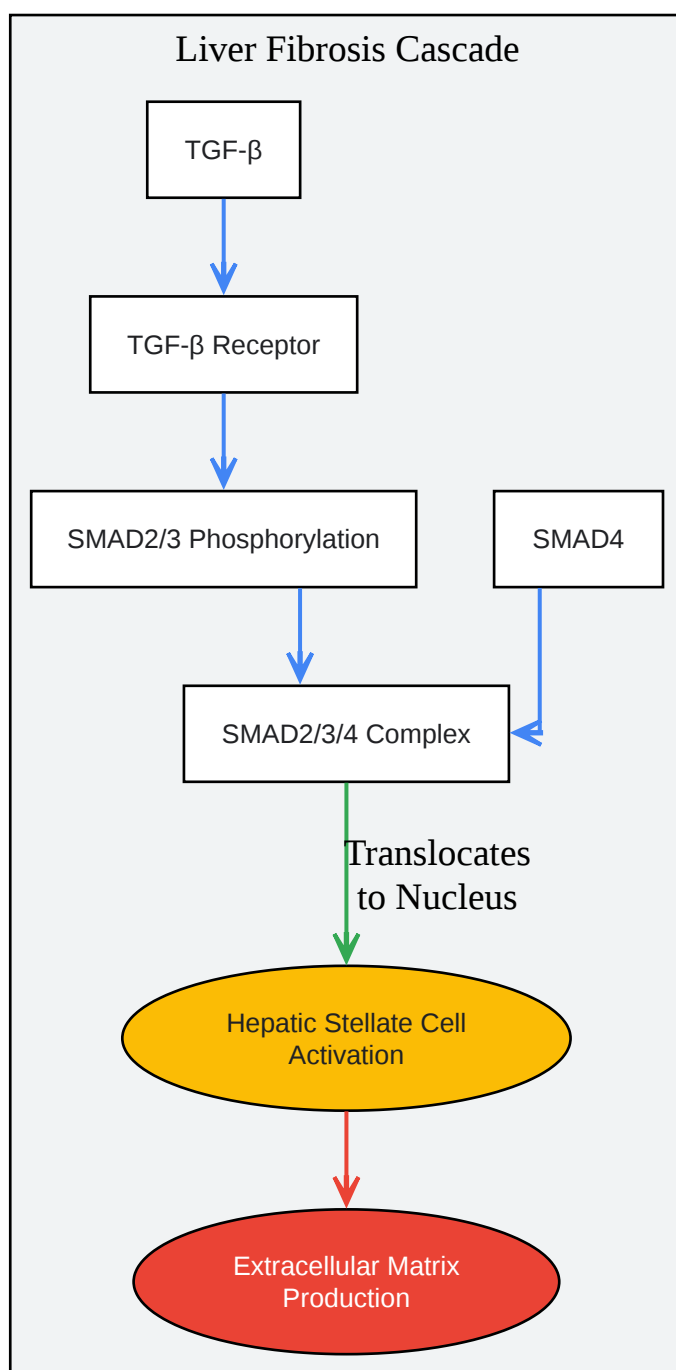 Liver Fibrosis Cascade
TGF-β
TGF-β Receptor
SMAD2/3 Phosphorylation
SMAD4
SMAD2/3/4 Complex
Translocates
to Nucleus
Hepatic Stellate Cell
Activation
Extracellular Matrix
Production